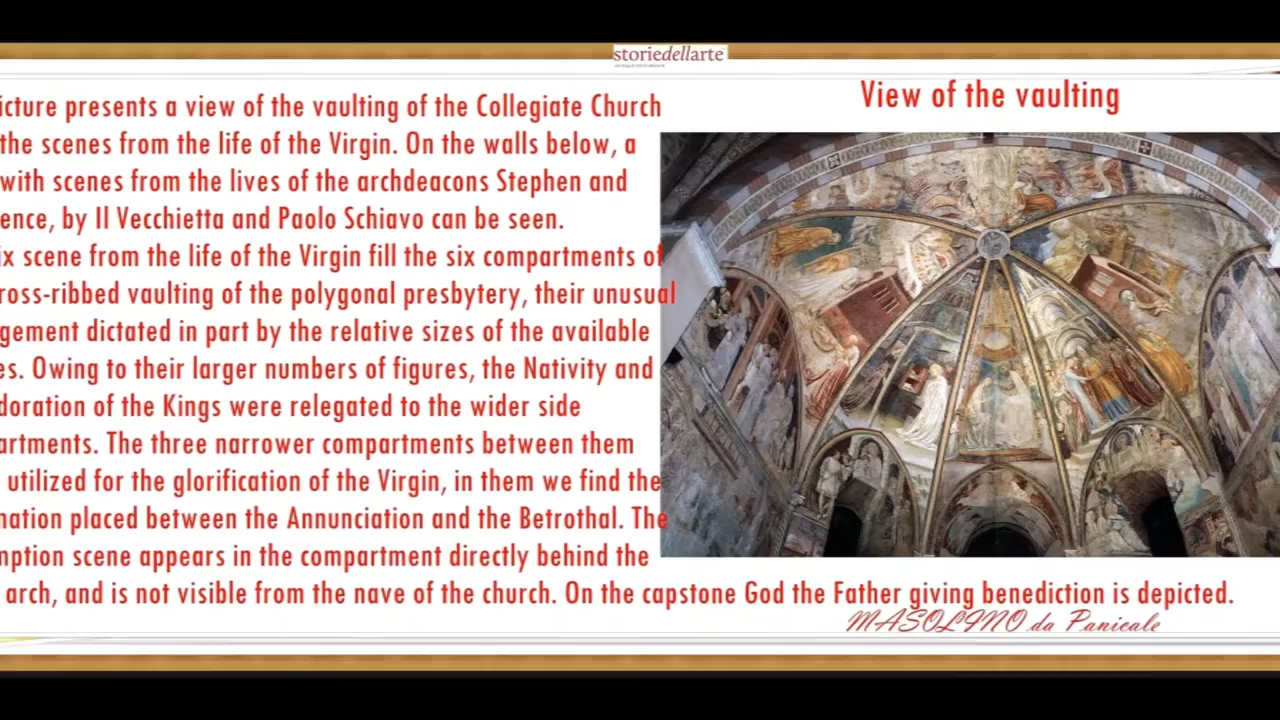 storiedellarte
View of the vaulting
icture presents a view of the vaulting of the Collegiate Church
the scenes from the life of the Virgin. On the walls below, a
with scenes from the lives of the archdeacons Stephen and
ence, by Il Vecchietta and Paolo Schiavo can be seen.
ix scene from the life of the Virgin fill the six compartments of
ross-ribbed vaulting of the polygonal presbytery, their unusual
gement dictated in part by the relative sizes of the available
es. Owing to their larger numbers of figures, the Nativity and
doration of the Kings were relegated to the wider side
artments. The three narrower compartments between them
utilized for the glorification of the Virgin, in them we find the
nation placed between the Annunciation and the Betrothal. The
mption scene appears in the compartment directly behind the
arch, and is not visible from the nave of the church. On the capstone God the Father giving benediction is depicted.
MASOLINO da Panicale